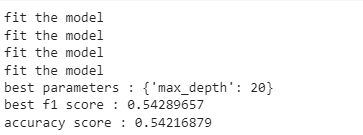 fit the model
fit the model
fit the model
fit the model
best parameters : {'max_depth': 20}
best f1 score : 0.54289657
accuracy score : 0.54216879